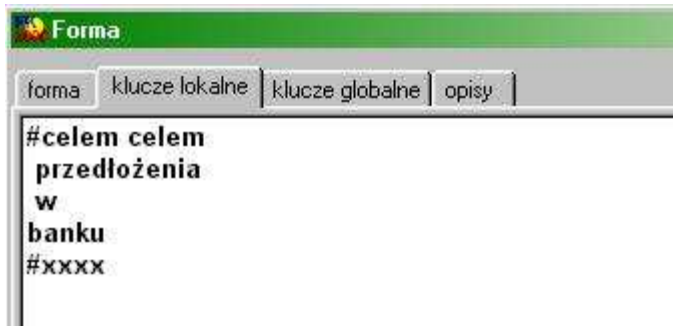 Forma
forma klucze lokalne klucze globalne opisy
#celem celem
przedłożenia
w
banku
#xxxx